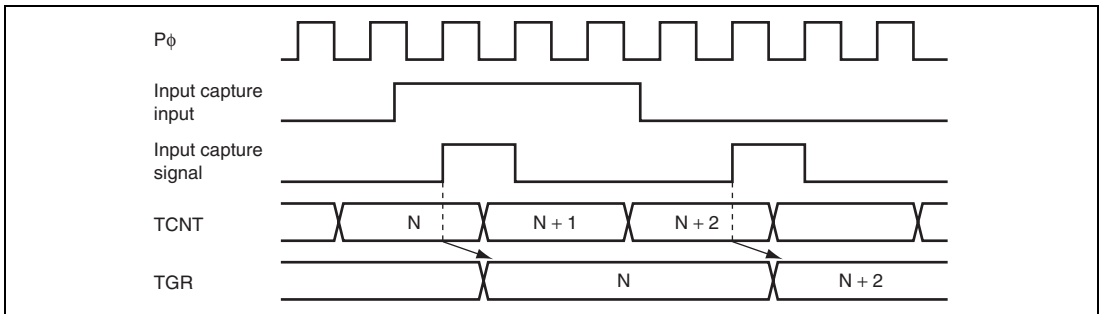 Pϕ
Input capture
input
Input capture
signal
TCNT N N + 1 N + 2
TGR N N + 2